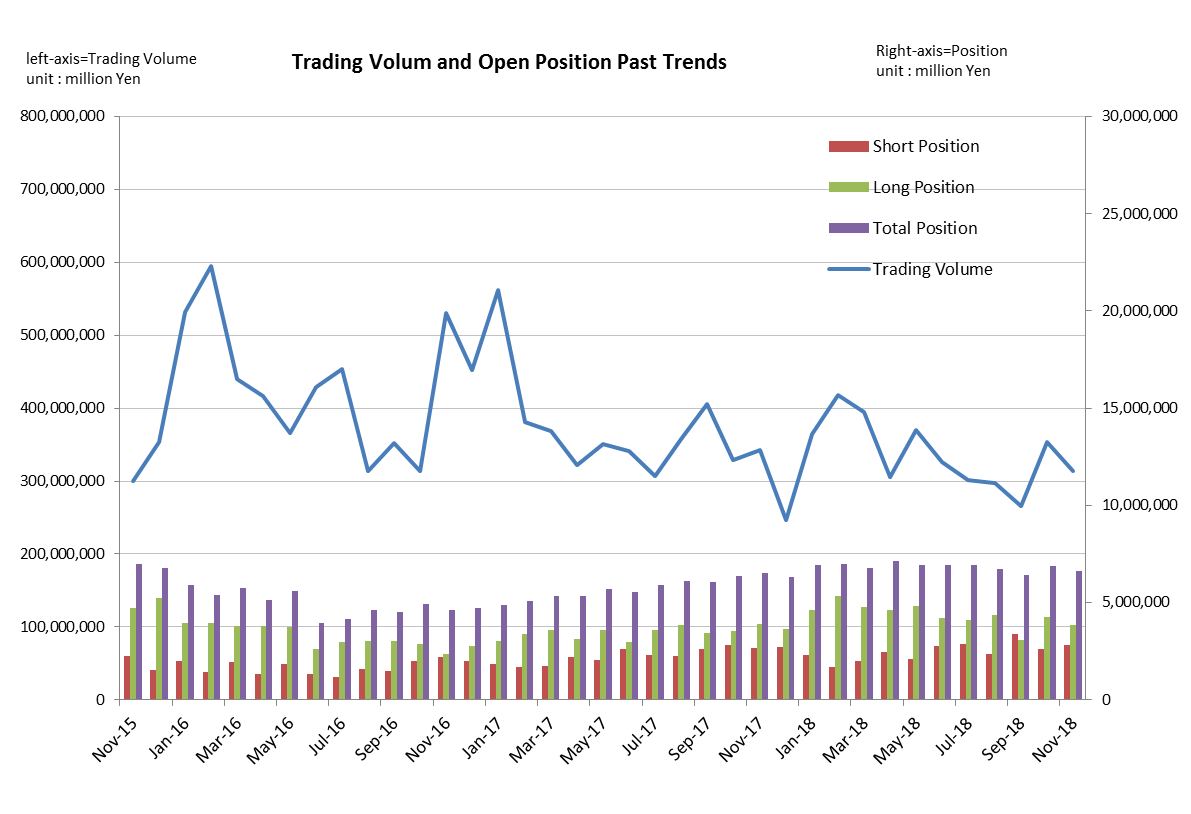 left-axis=Trading Volume
unit : million Yen
Trading Volum and Open Position Past Trends
Right-axis=Position
unit : million Yen
800,000,000
700,000,000
600,000,000
500,000,000
400,000,000
300,000,000
200,000,000
100,000,000
0
30,000,000
25,000,000
20,000,000
15,000,000
10,000,000
5,000,000
0
Short Position
Long Position
Total Position
Trading Volume
Nov-15
Jan-16
Mar-16
May-16
Jul-16
Sep-16
Nov-16
Jan-17
Mar-17
May-17
Jul-17
Sep-17
Nov-17
Jan-18
Mar-18
May-18
Jul-18
Sep-18
Nov-18